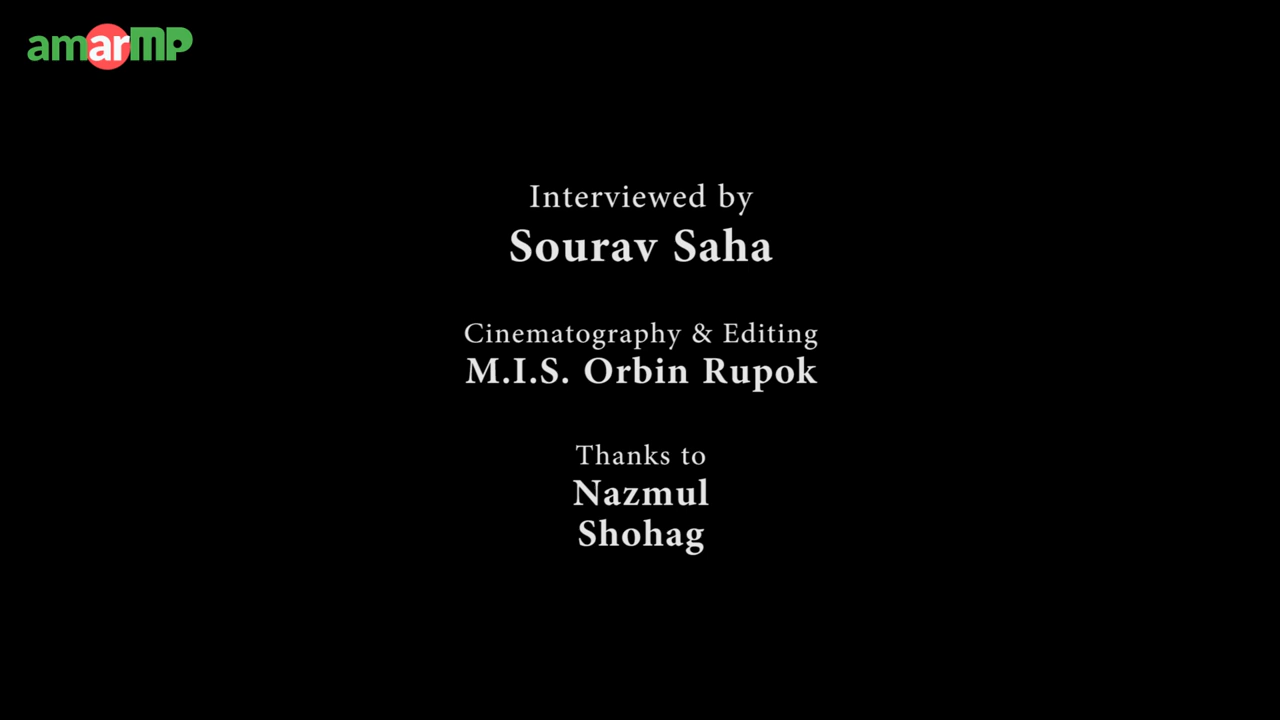 amarMP
Interviewed by
Sourav Saha
Cinematography & Editing
M.I.S. Orbin Rupok
Thanks to
Nazmul
Shohag